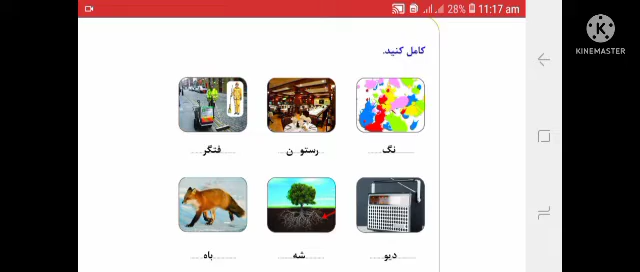 28% 11:17 am
KINEMASTER
کامل کنید.
......نگ...... رستو......ن ......فتگر......
......دیو ......شه ......باه